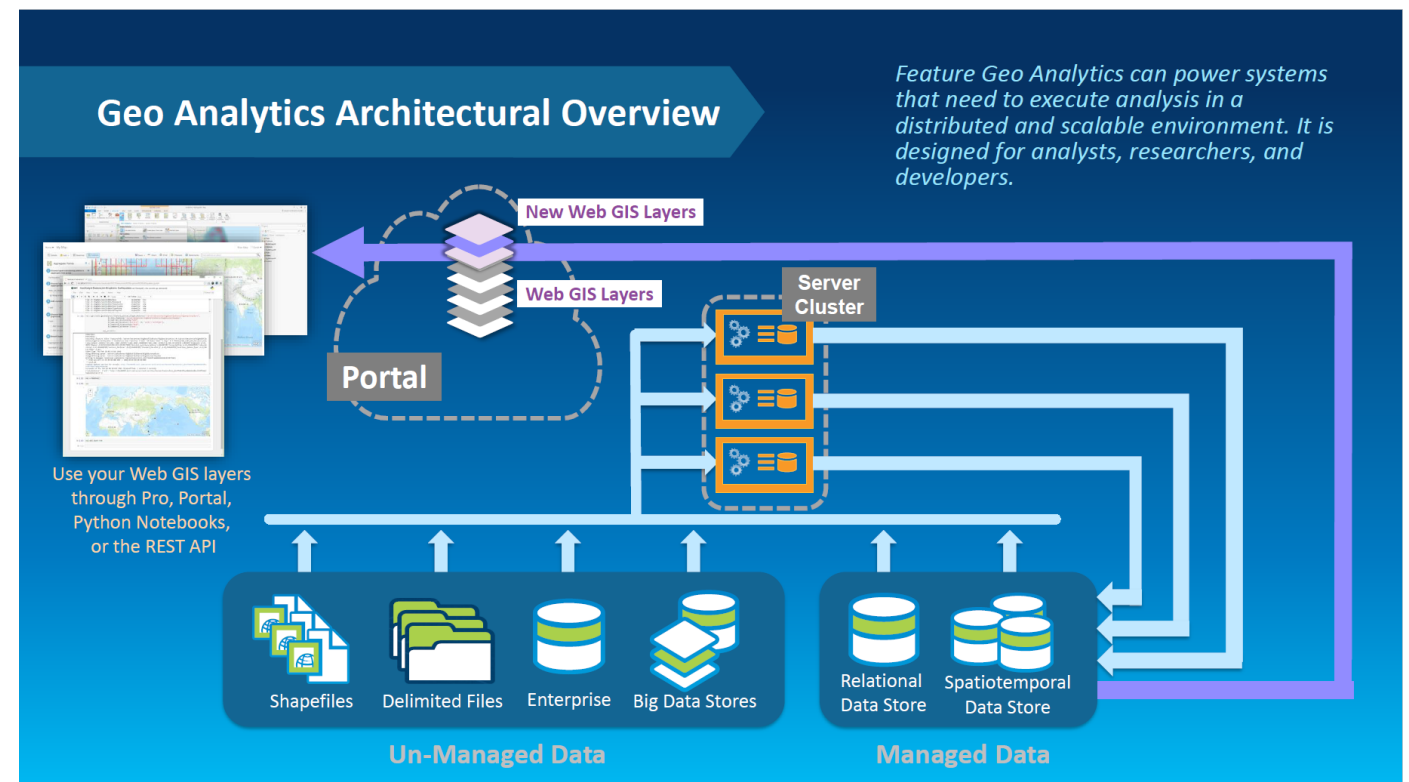 Geo Analytics Architectural Overview
Feature Geo Analytics can power systems
that need to execute analysis in a
distributed and scalable environment. It is
designed for analysts, researchers, and
developers.
New Web GIS Layers
Web GIS Layers
Server
Cluster
Portal
Use your Web GIS layers
through Pro, Portal,
Python Notebooks,
or the REST API
Shapefiles
Delimited Files
Enterprise
Big Data Stores
Relational
Data Store
Spatiotemporal
Data Store
Un-Managed Data
Managed Data